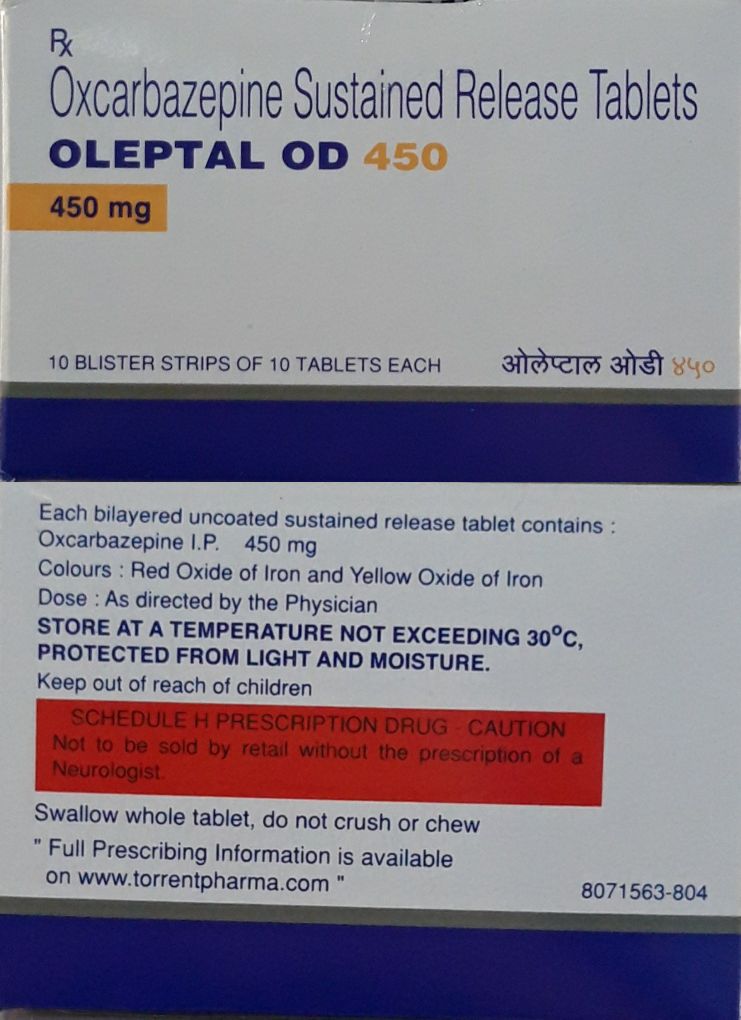 Rx
Oxcarbazepine Sustained Release Tablets
OLEPTAL OD 450
450 mg
10 BLISTER STRIPS OF 10 TABLETS EACH
ओलेप्टाल ओडी ४५०
Each bilayered uncoated sustained release tablet contains :
Oxcarbazepine I.P. 450 mg
Colours : Red Oxide of Iron and Yellow Oxide of Iron
Dose : As directed by the Physician
STORE AT A TEMPERATURE NOT EXCEEDING 30°C,
PROTECTED FROM LIGHT AND MOISTURE.
Keep out of reach of children
SCHEDULE H PRESCRIPTION DRUG - CAUTION
Not to be sold by retail without the prescription of a
Neurologist.
Swallow whole tablet, do not crush or chew
" Full Prescribing Information is available
on www.torrentpharma.com "
8071563-804